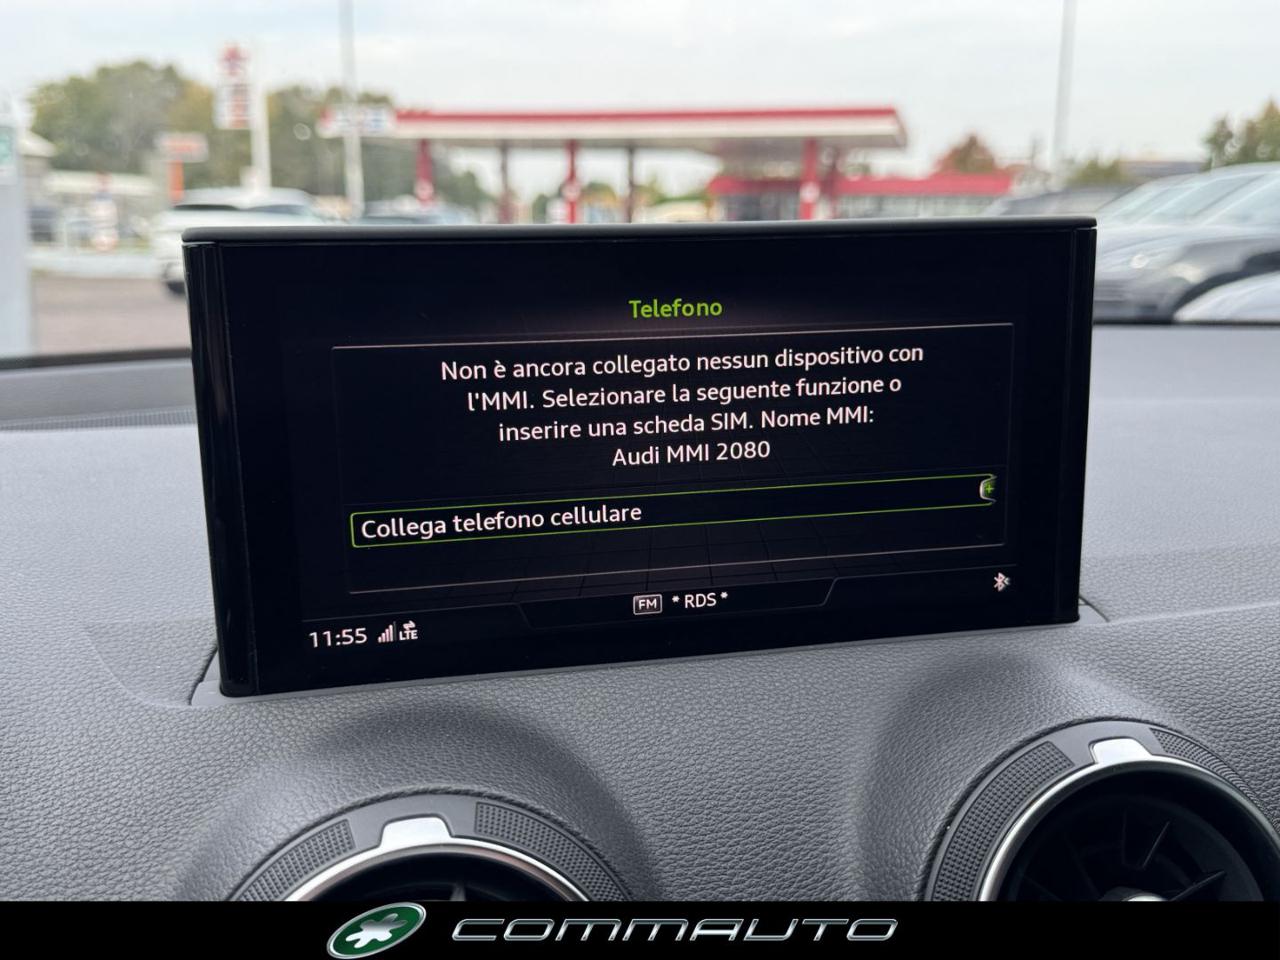 Telefono
Non è ancora collegato nessun dispositivo con
l'MMI. Selezionare la seguente funzione o
inserire una scheda SIM. Nome MMI:
Audi MMI 2080
Collega telefono cellulare
FM * RDS *
11:55 LTE
COMMAUTO